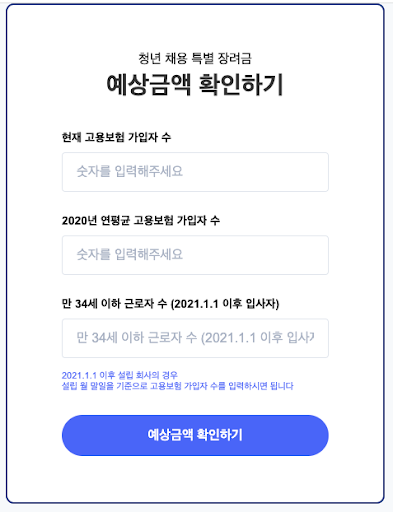 청년 채용 특별 장려금
예상금액 확인하기
현재 고용보험 가입자 수
숫자를 입력해주세요
2020년 연평균 고용보험 가입자 수
숫자를 입력해주세요
만 34세 이하 근로자 수 (2021.1.1 이후 입사자)
만 34세 이하 근로자 수 (2021.1.1 이후 입사자
2021.1.1 이후 설립 회사의 경우
설립 월 말일을 기준으로 고용보험 가입자 수를 입력하시면 됩니다
예상금액 확인하기